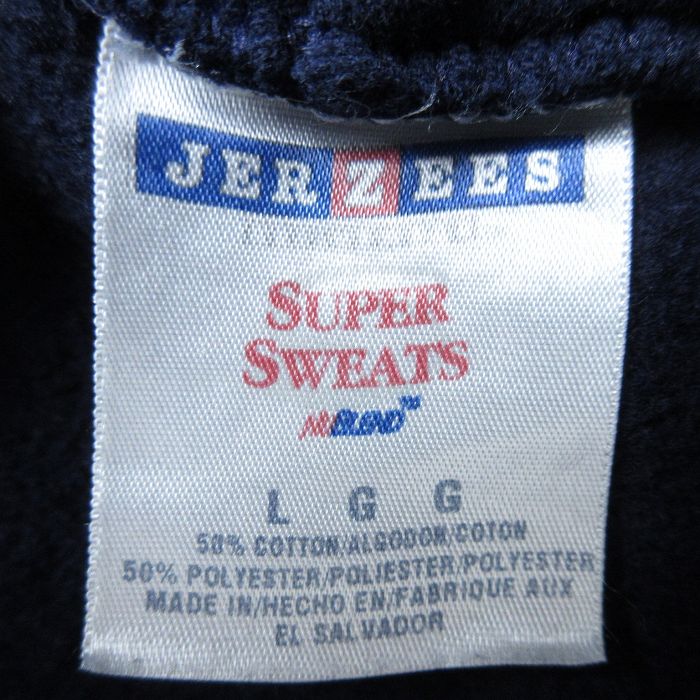 JERZEES
SUPER
SWEATS
NUBLEND™
L G G
50% COTTON/ALGODON/COTON
50% POLYESTER/POLIESTER/POLYESTER
MADE IN/HECHO EN/FABRIQUE AUX
EL SALVADOR